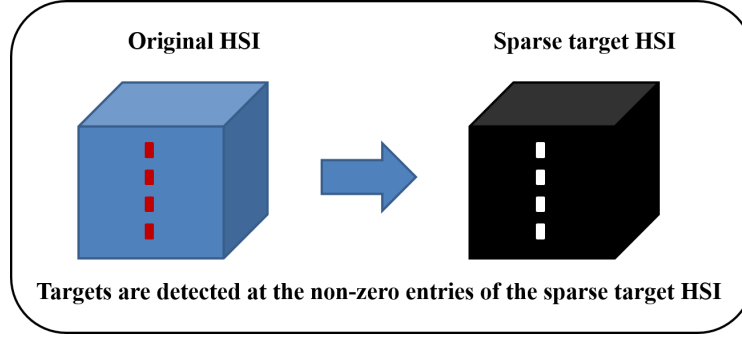 Original HSI
Sparse target HSI
Targets are detected at the non-zero entries of the sparse target HSI